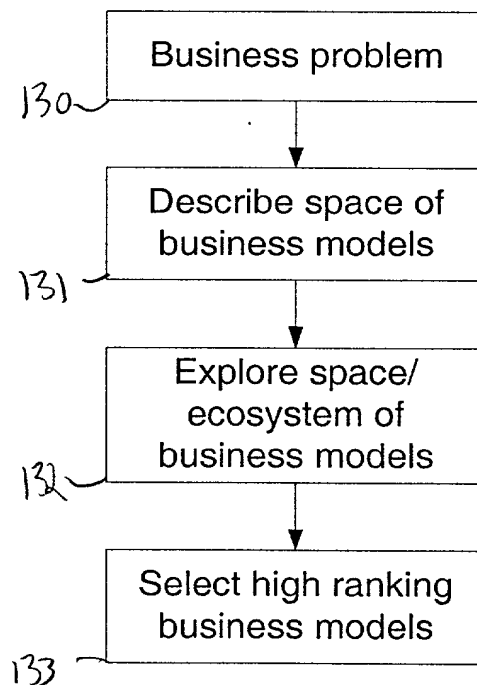 Business problem
130
Describe space of
business models
131
Explore space/
ecosystem of
business models
132
Select high ranking
business models
133